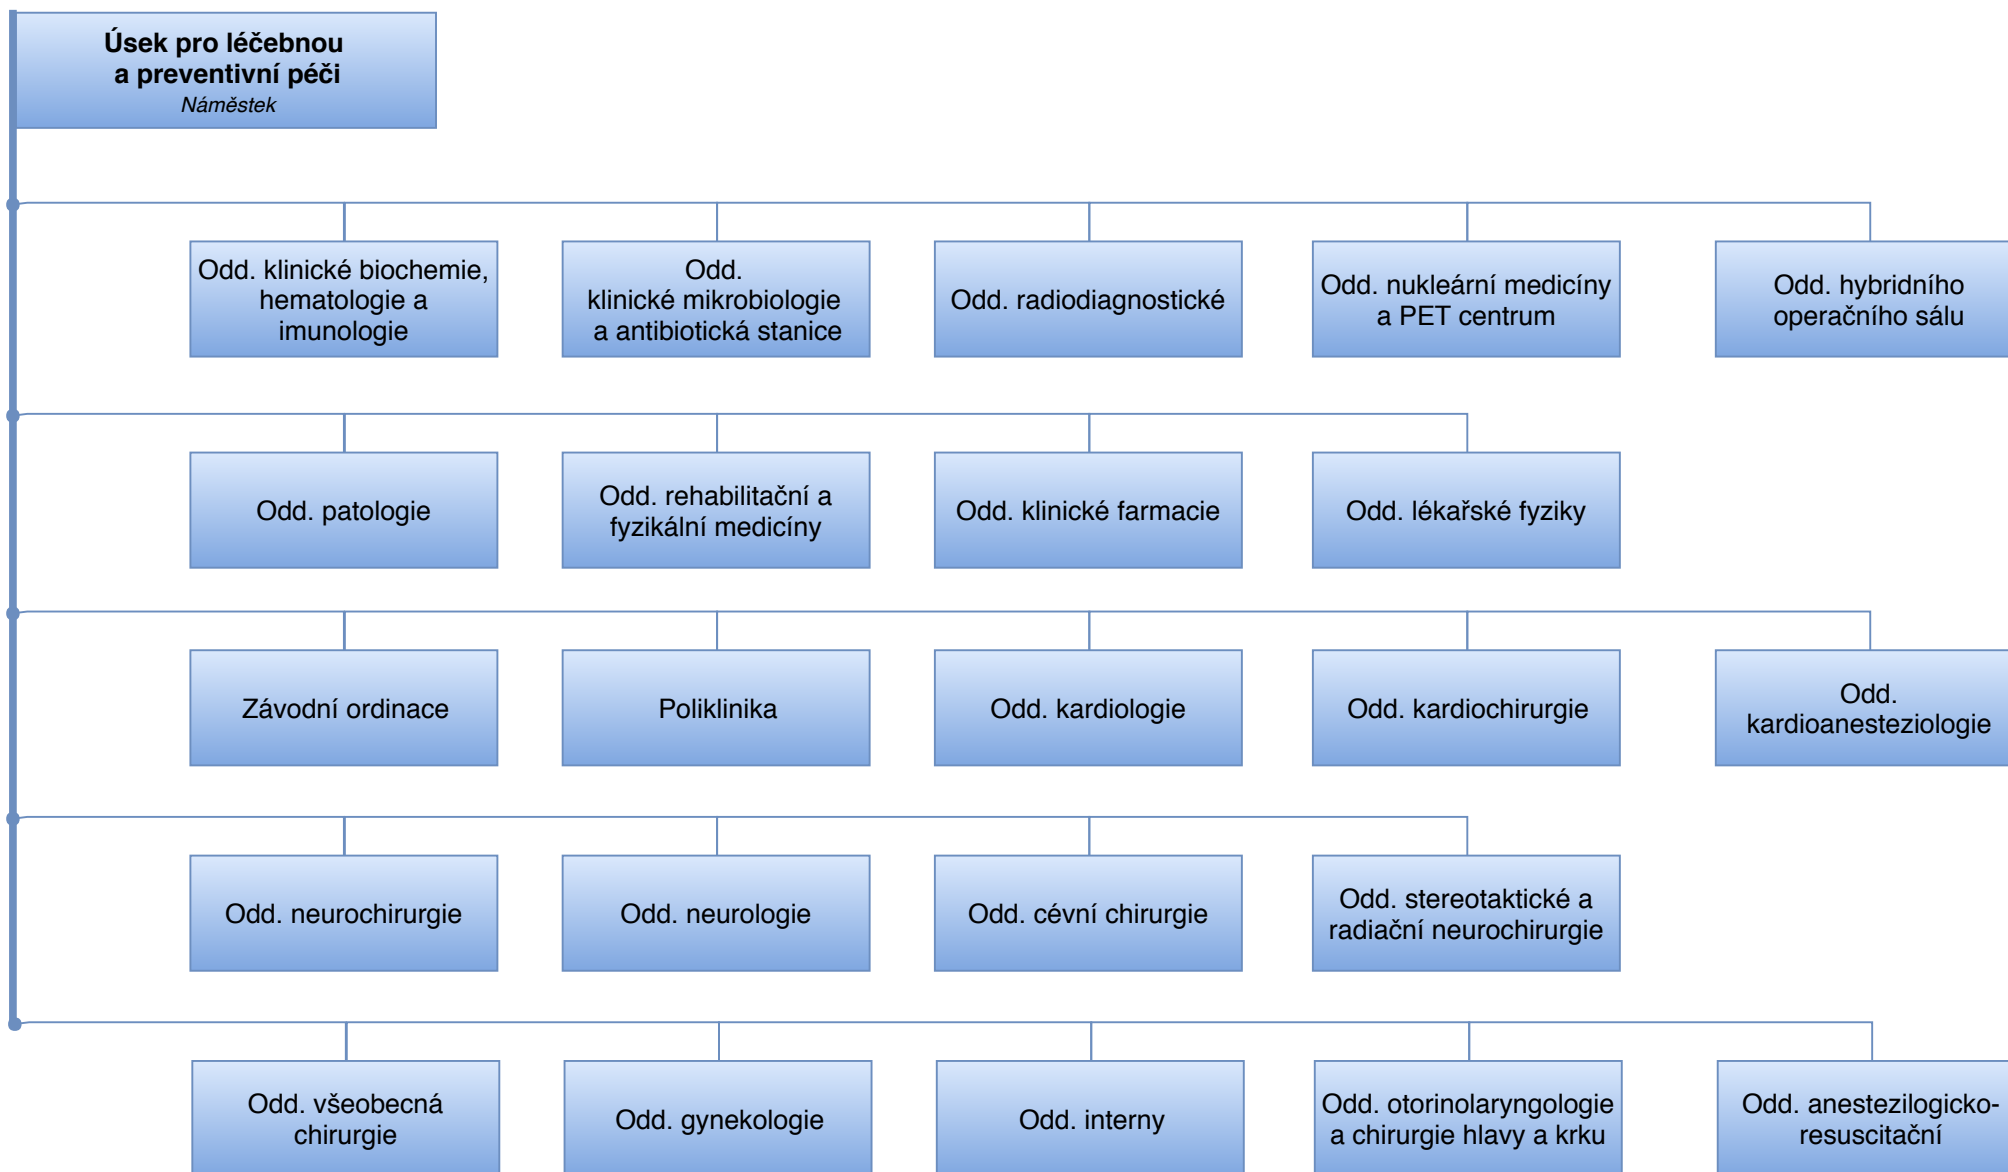 Úsek pro léčebnou
a preventivní péči
Náměstek
Odd. klinické biochemie,
hematologie a
imunologie
Odd.
klinické mikrobiologie
a antibiotická stanice
Odd. radiodiagnostické
Odd. nukleární medicíny
a PET centrum
Odd. hybridního
operačního sálu
Odd. patologie
Odd. rehabilitační a
fyzikální medicíny
Odd. klinické farmacie
Odd. lékařské fyziky
Závodní ordinace
Poliklinika
Odd. kardiologie
Odd. kardiochirurgie
Odd.
kardioanesteziologie
Odd. neurochirurgie
Odd. neurologie
Odd. cévní chirurgie
Odd. stereotaktické a
radiační neurochirurgie
Odd. všeobecná
chirurgie
Odd. gynekologie
Odd. interny
Odd. otorinolaryngologie
a chirurgie hlavy a krku
Odd. anestezilogicko-
resuscitační